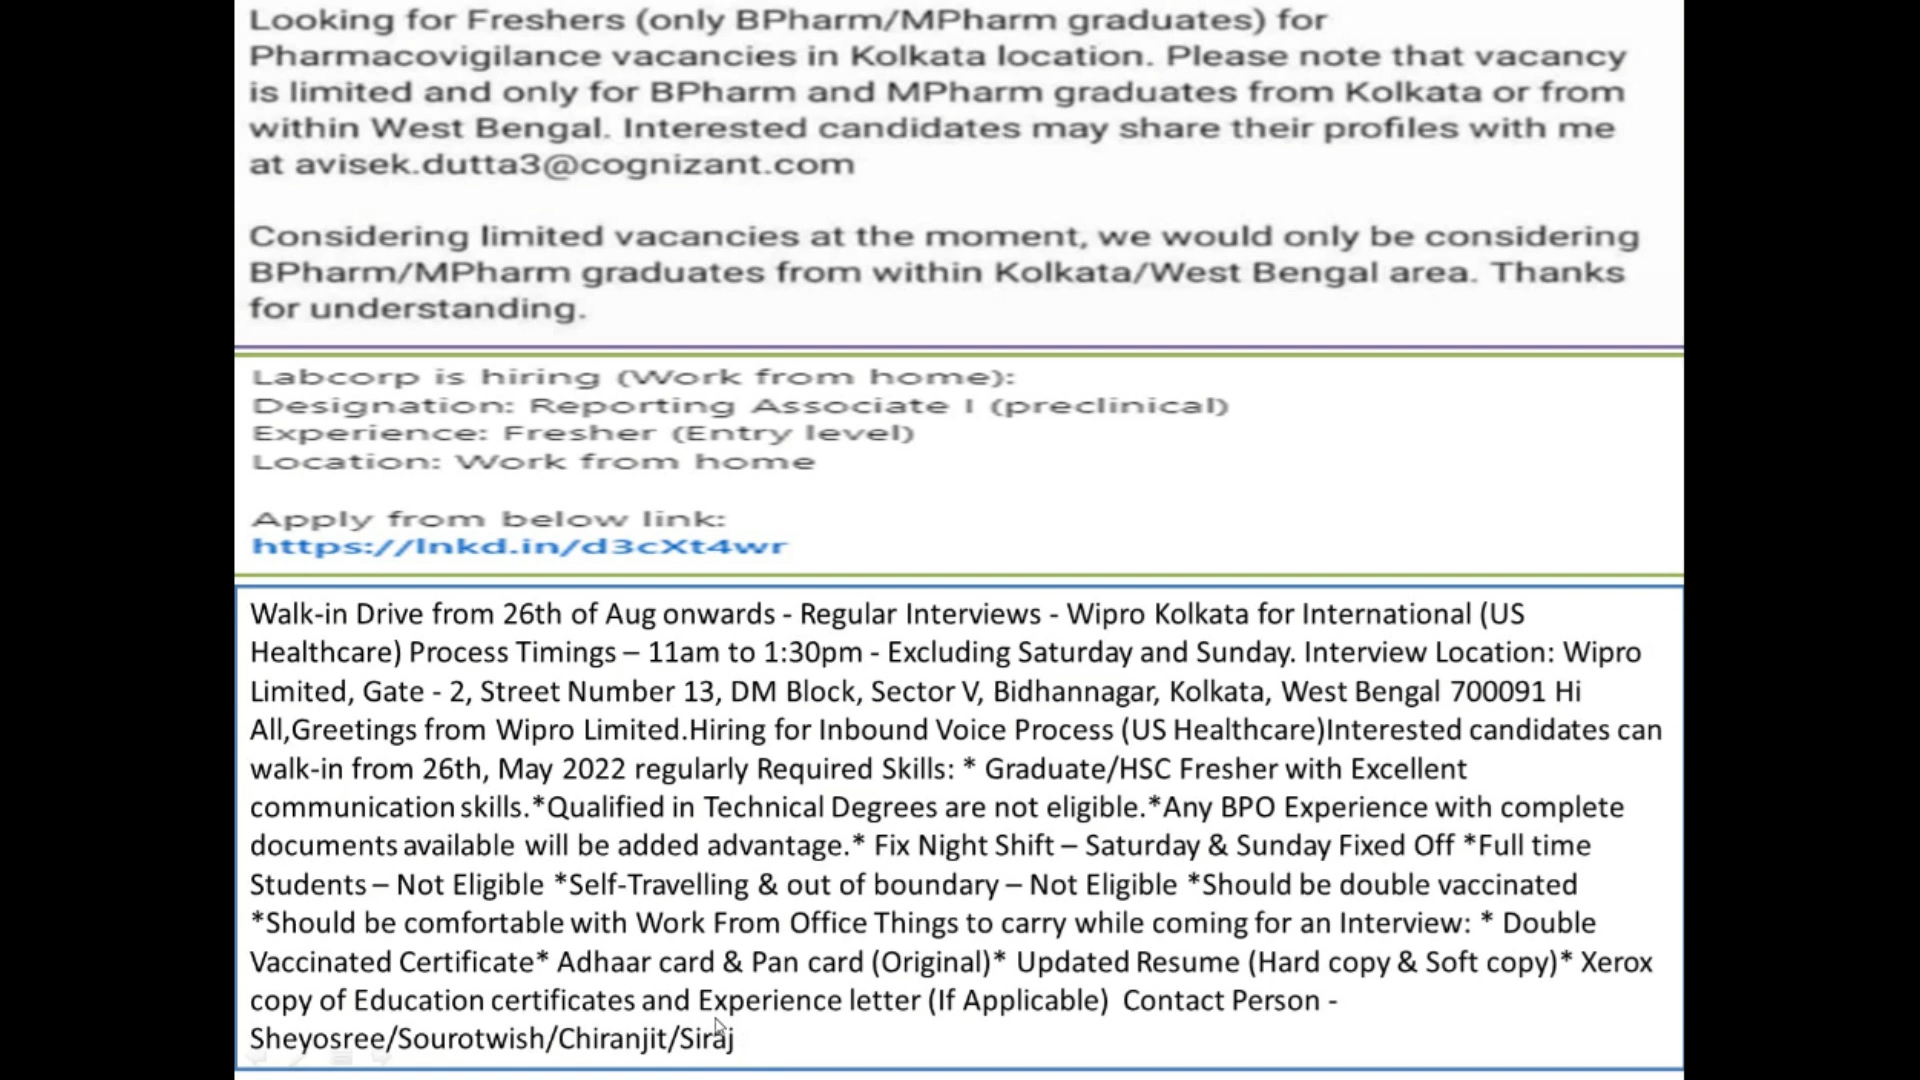 Looking for Freshers (only BPharm/MPharm graduates) for
Pharmacovigilance vacancies in Kolkata location. Please note that vacancy
is limited and only for BPharm and MPharm graduates from Kolkata or from
within West Bengal. Interested candidates may share their profiles with me
at avisek.dutta3@cognizant.com
Considering limited vacancies at the moment, we would only be considering
BPharm/MPharm graduates from within Kolkata/West Bengal area. Thanks
for understanding.
Labcorp is hiring (Work from home):
Designation: Reporting Associate I (preclinical)
Experience: Fresher (Entry level)
Location: Work from home
Apply from below link:
https://lnkd.in/d3cXt4wr
Walk-in Drive from 26th of Aug onwards - Regular Interviews - Wipro Kolkata for International (US
Healthcare) Process Timings – 11am to 1:30pm - Excluding Saturday and Sunday. Interview Location: Wipro
Limited, Gate - 2, Street Number 13, DM Block, Sector V, Bidhannagar, Kolkata, West Bengal 700091 Hi
All,Greetings from Wipro Limited.Hiring for Inbound Voice Process (US Healthcare)Interested candidates can
walk-in from 26th, May 2022 regularly Required Skills: * Graduate/HSC Fresher with Excellent
communication skills.*Qualified in Technical Degrees are not eligible.*Any BPO Experience with complete
documents available will be added advantage.* Fix Night Shift – Saturday & Sunday Fixed Off *Full time
Students – Not Eligible *Self-Travelling & out of boundary – Not Eligible *Should be double vaccinated
*Should be comfortable with Work From Office Things to carry while coming for an Interview: * Double
Vaccinated Certificate* Adhaar card & Pan card (Original)* Updated Resume (Hard copy & Soft copy)* Xerox
copy of Education certificates and Experience letter (If Applicable) Contact Person -
Sheyosree/Sourotwish/Chiranjit/Siraj